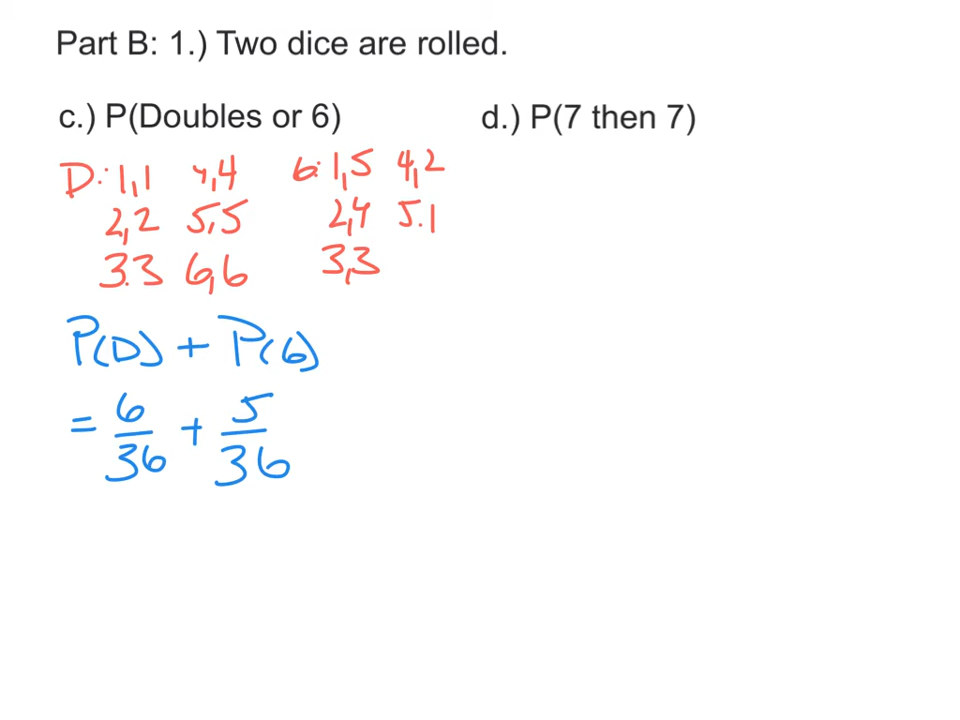 Part B: 1.) Two dice are rolled.
c.) P(Doubles or 6) d.) P(7 then 7)
D: 1,1 4,4 6: 1,5 4,2
2,2 5,5 2,4 5.1
3.3 6,6 3,3
P(D) + P(6)
= 6/36 + 5/36